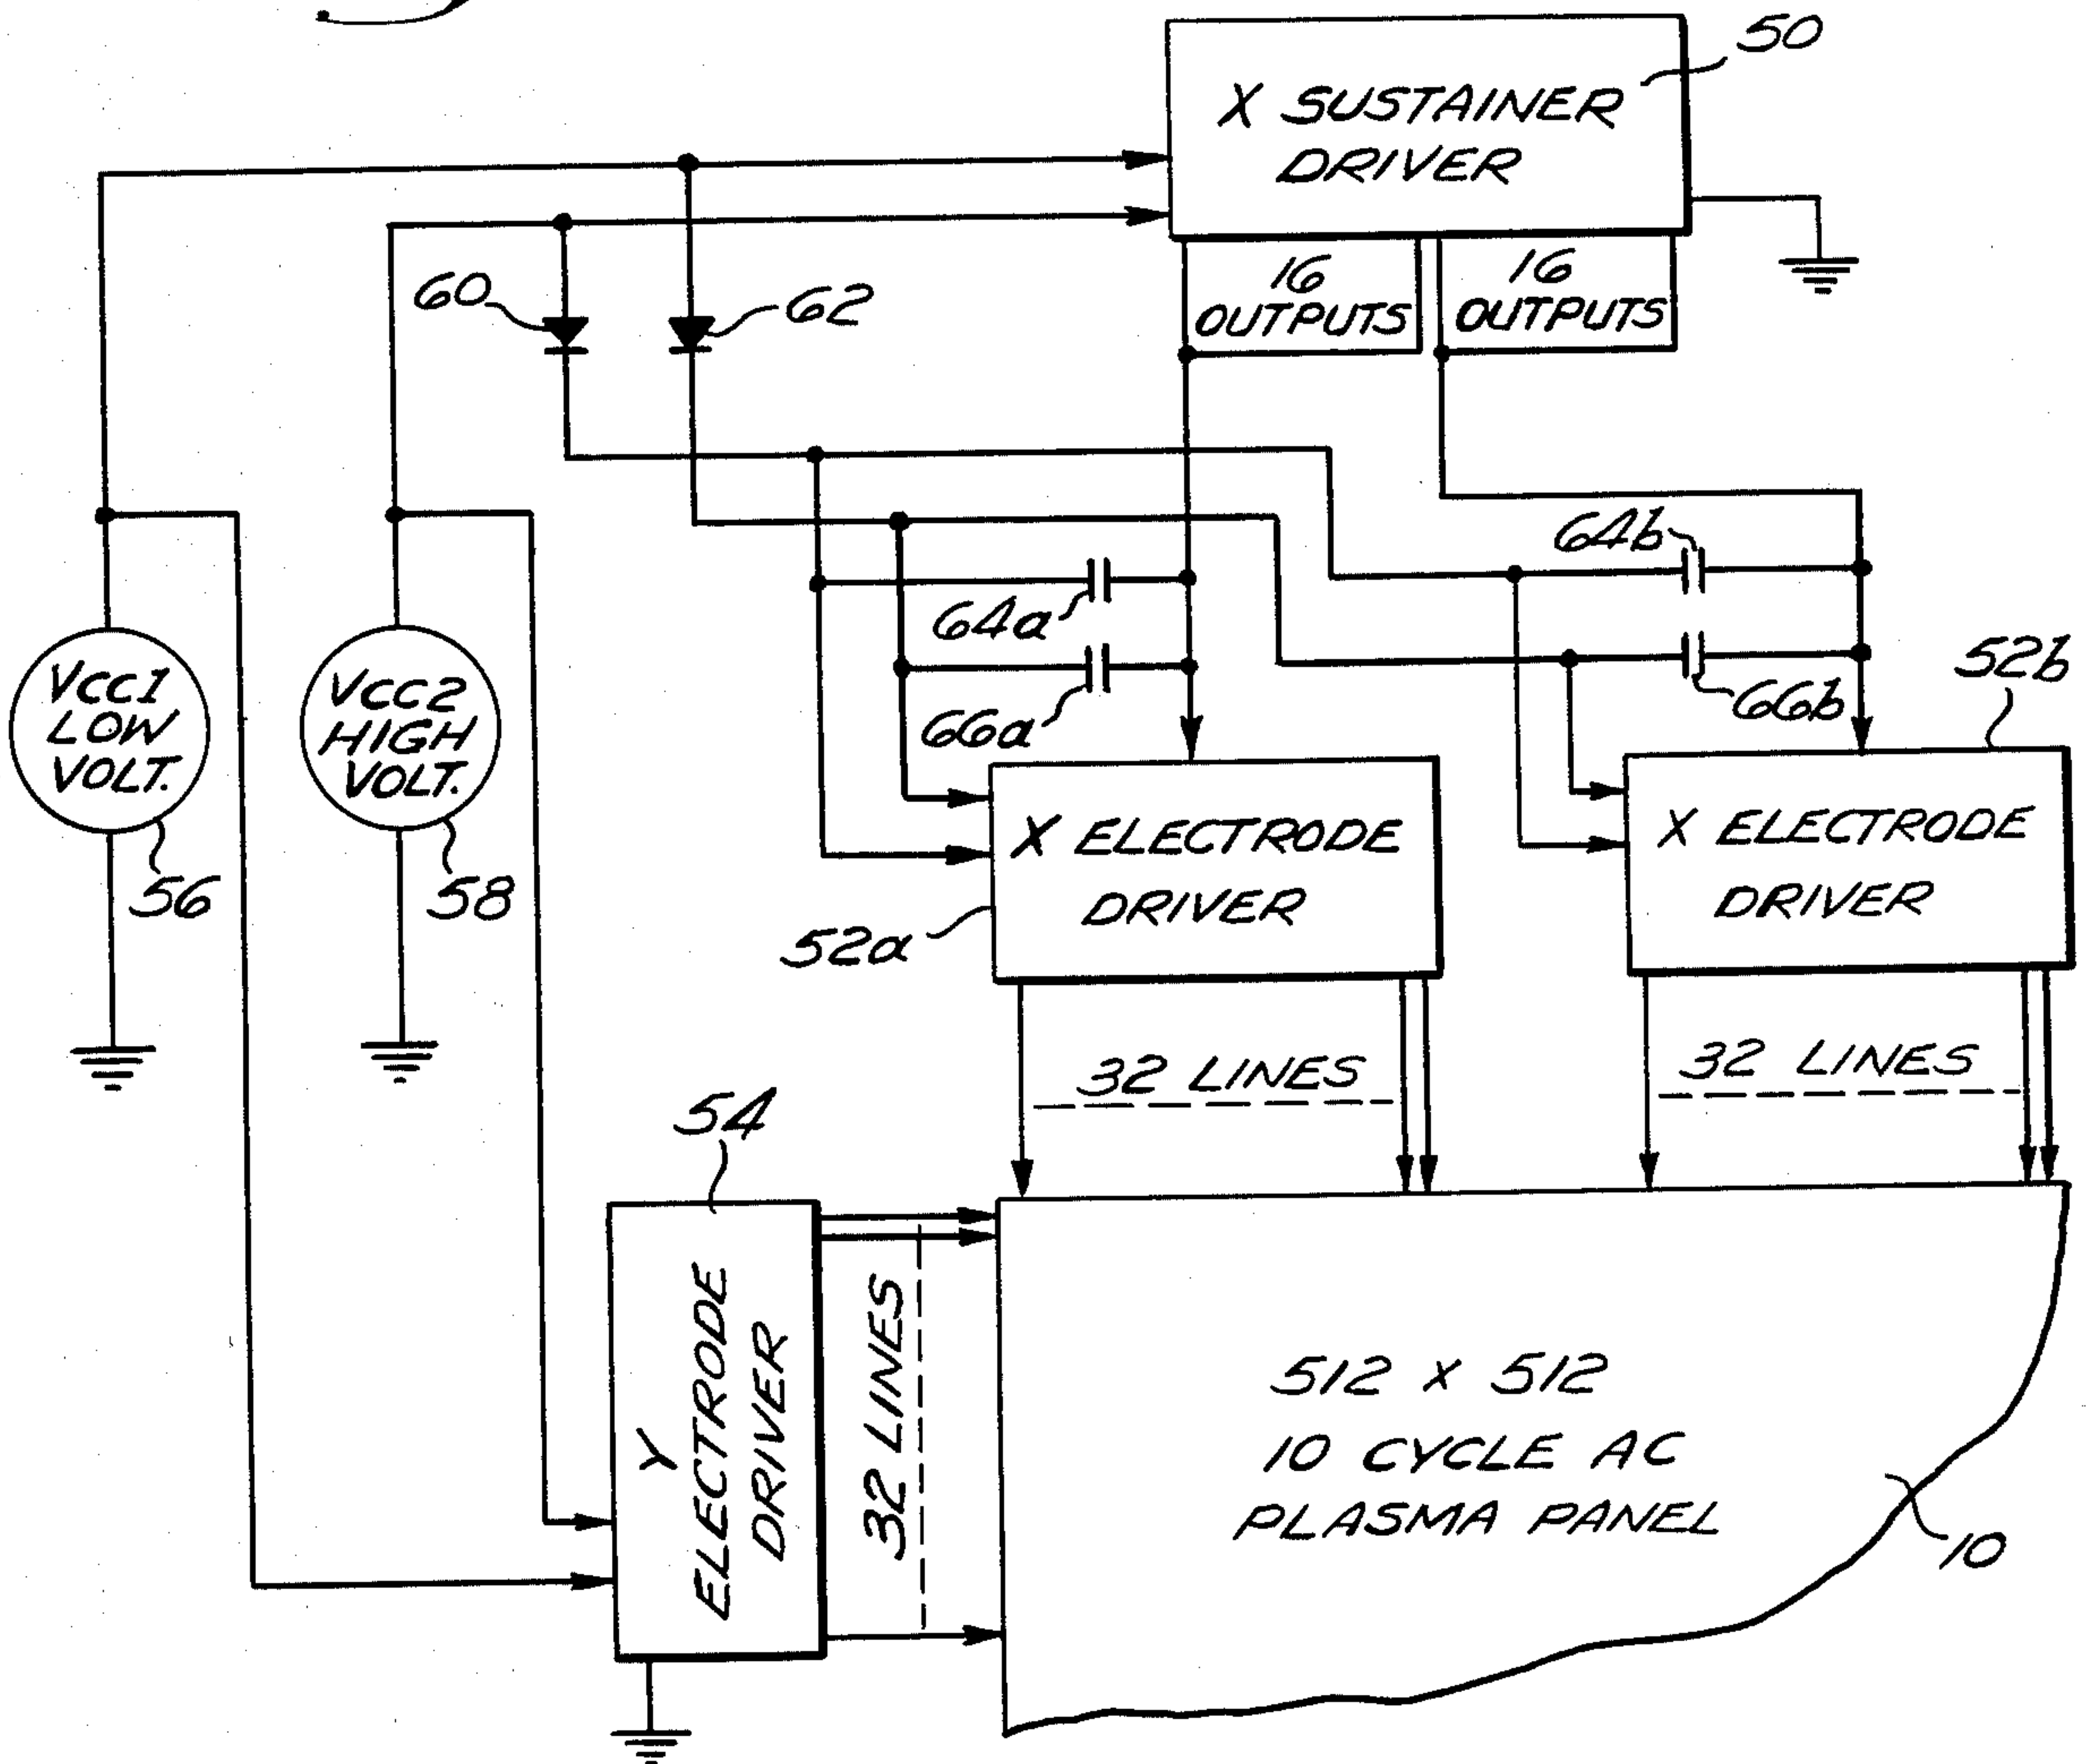 50
X SUSTAINER
DRIVER
16
OUTPUTS
16
OUTPUTS
60
62
64b
64a
66a
66b
52b
VCC1
LOW
VOLT.
VCC2
HIGH
VOLT.
56
58
X ELECTRODE
DRIVER
X ELECTRODE
DRIVER
52a
32 LINES
32 LINES
54
Y
ELECTRODE
DRIVER
32 LINES
512 x 512
10 CYCLE AC
PLASMA PANEL
10